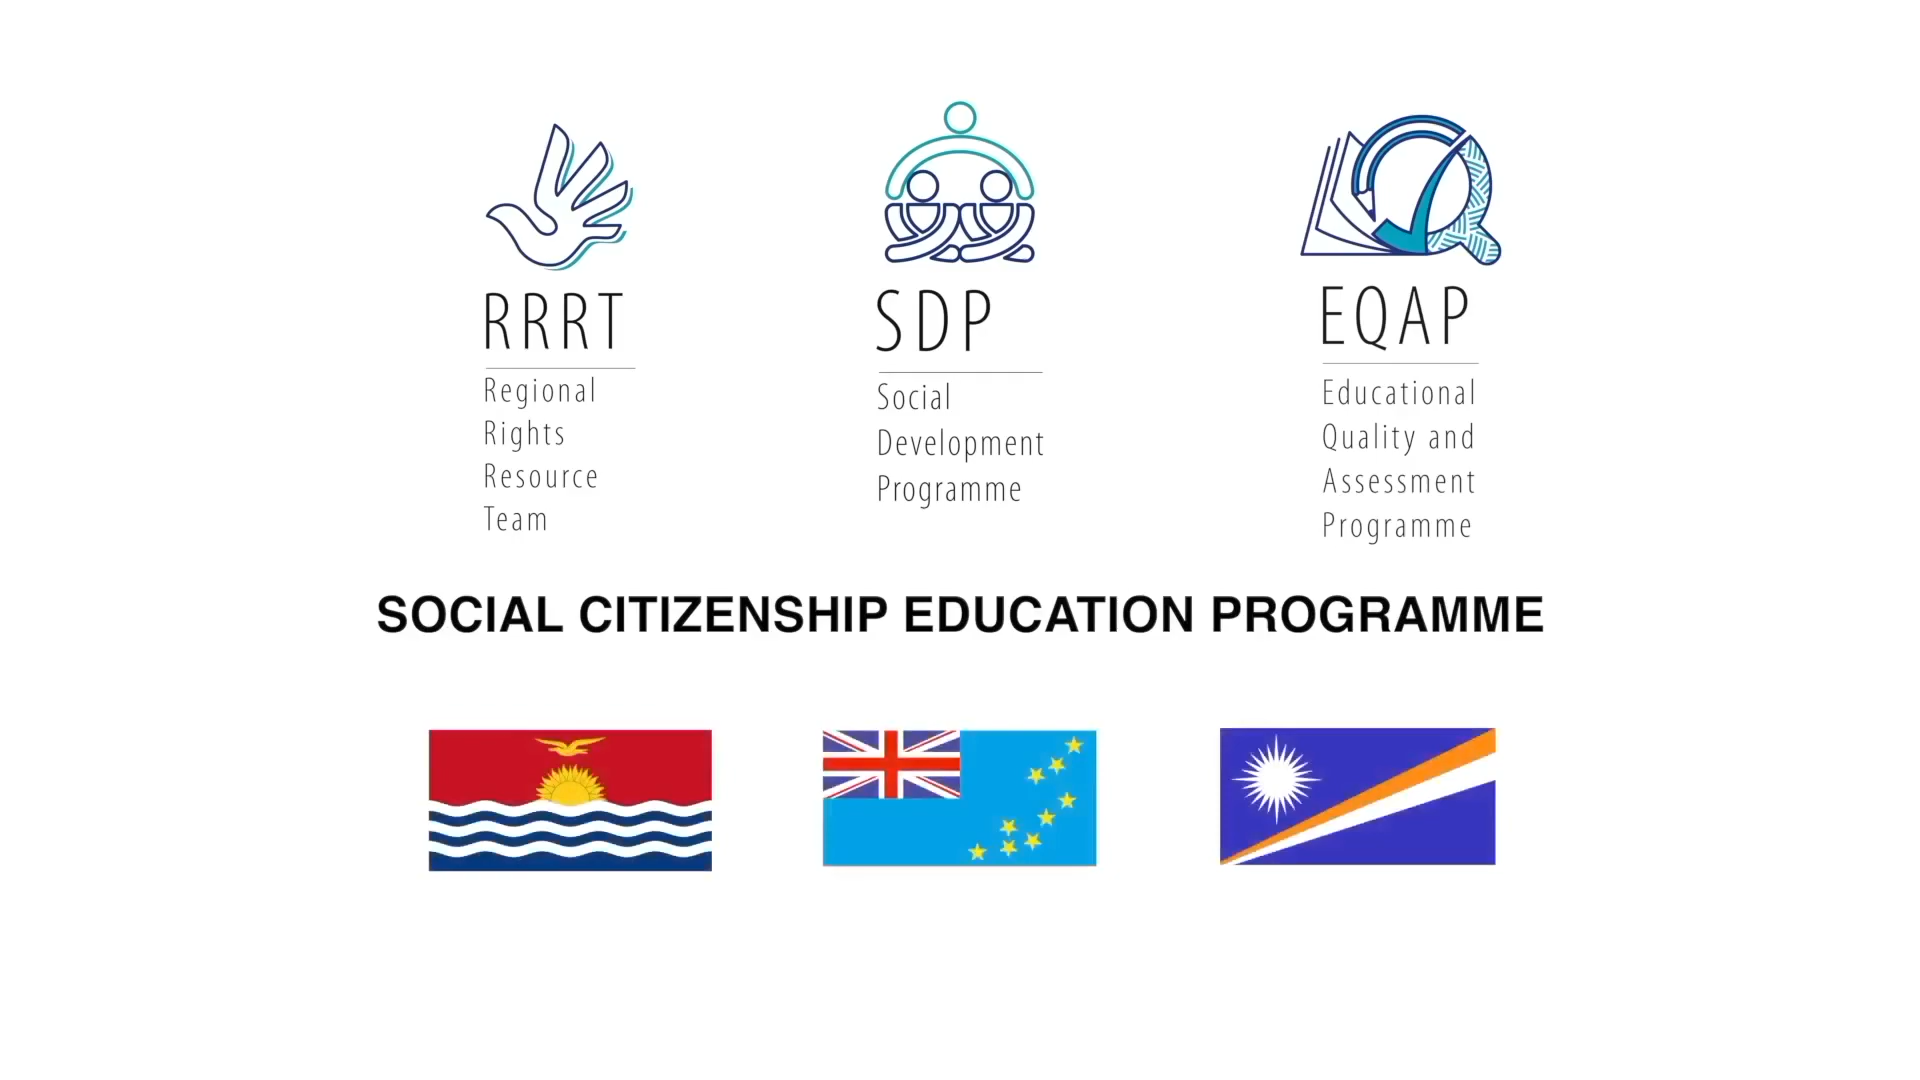 RRRT
Regional
Rights
Resource
Team
SDP
Social
Development
Programme
EQAP
Educational
Quality and
Assessment
Programme
SOCIAL CITIZENSHIP EDUCATION PROGRAMME